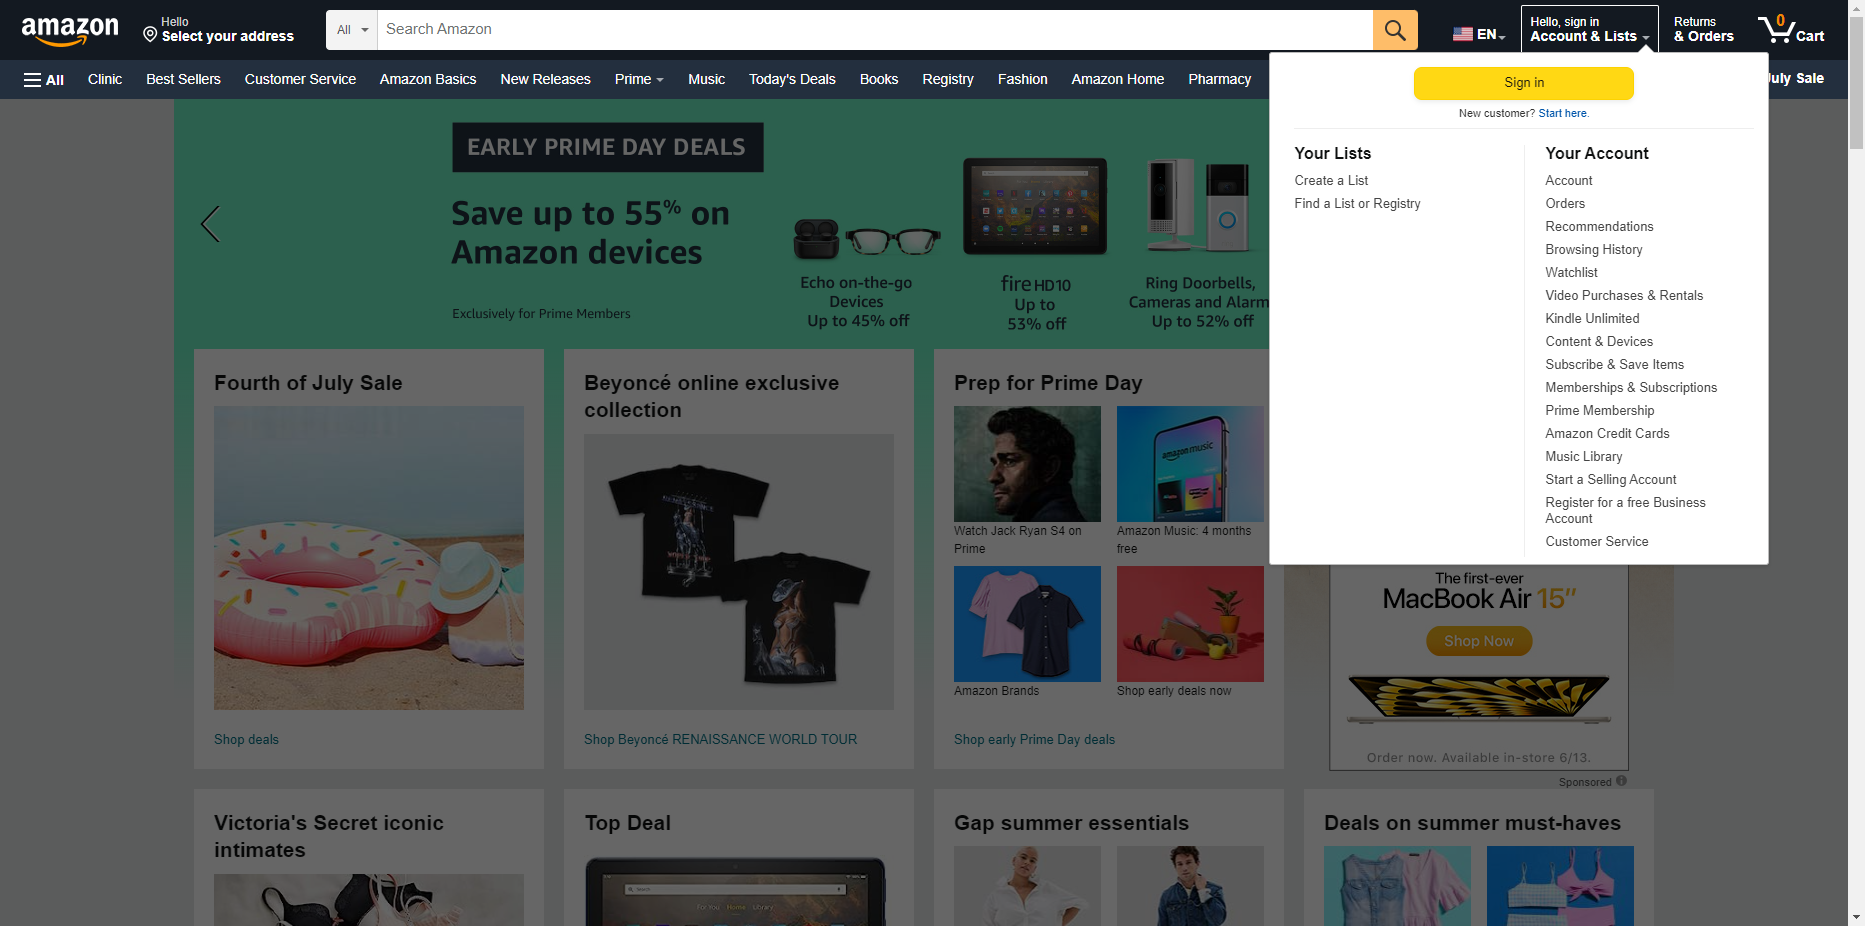 amazon
Hello
Select your address
All
Search Amazon
EN
Hello, sign in
Account & Lists
Returns
& Orders
0
Cart
All
Clinic
Best Sellers
Customer Service
Amazon Basics
New Releases
Prime
Music
Today's Deals
Books
Registry
Fashion
Amazon Home
Pharmacy
July Sale
Sign in
New customer? Start here.
Your Lists
Create a List
Find a List or Registry
Your Account
Account
Orders
Recommendations
Browsing History
Watchlist
Video Purchases & Rentals
Kindle Unlimited
Content & Devices
Subscribe & Save Items
Memberships & Subscriptions
Prime Membership
Amazon Credit Cards
Music Library
Start a Selling Account
Register for a free Business
Account
Customer Service
EARLY PRIME DAY DEALS
Save up to 55% on
Amazon devices
Exclusively for Prime Members
Echo on-the-go
Devices
Up to 45% off
fire HD10
Up to
53% off
Ring Doorbells,
Cameras and Alarm
Up to 52% off
Fourth of July Sale
Shop deals
Beyoncé online exclusive
collection
Shop Beyoncé RENAISSANCE WORLD TOUR
Prep for Prime Day
amazon music
Watch Jack Ryan S4 on
Prime
Amazon Music: 4 months
free
Amazon Brands
Shop early deals now
Shop early Prime Day deals
The first-ever
MacBook Air 15”
Shop Now
Order now. Available in-store 6/13.
Sponsored
Victoria's Secret iconic
intimates
Top Deal
Search
For You Home Library
Gap summer essentials
Deals on summer must-haves